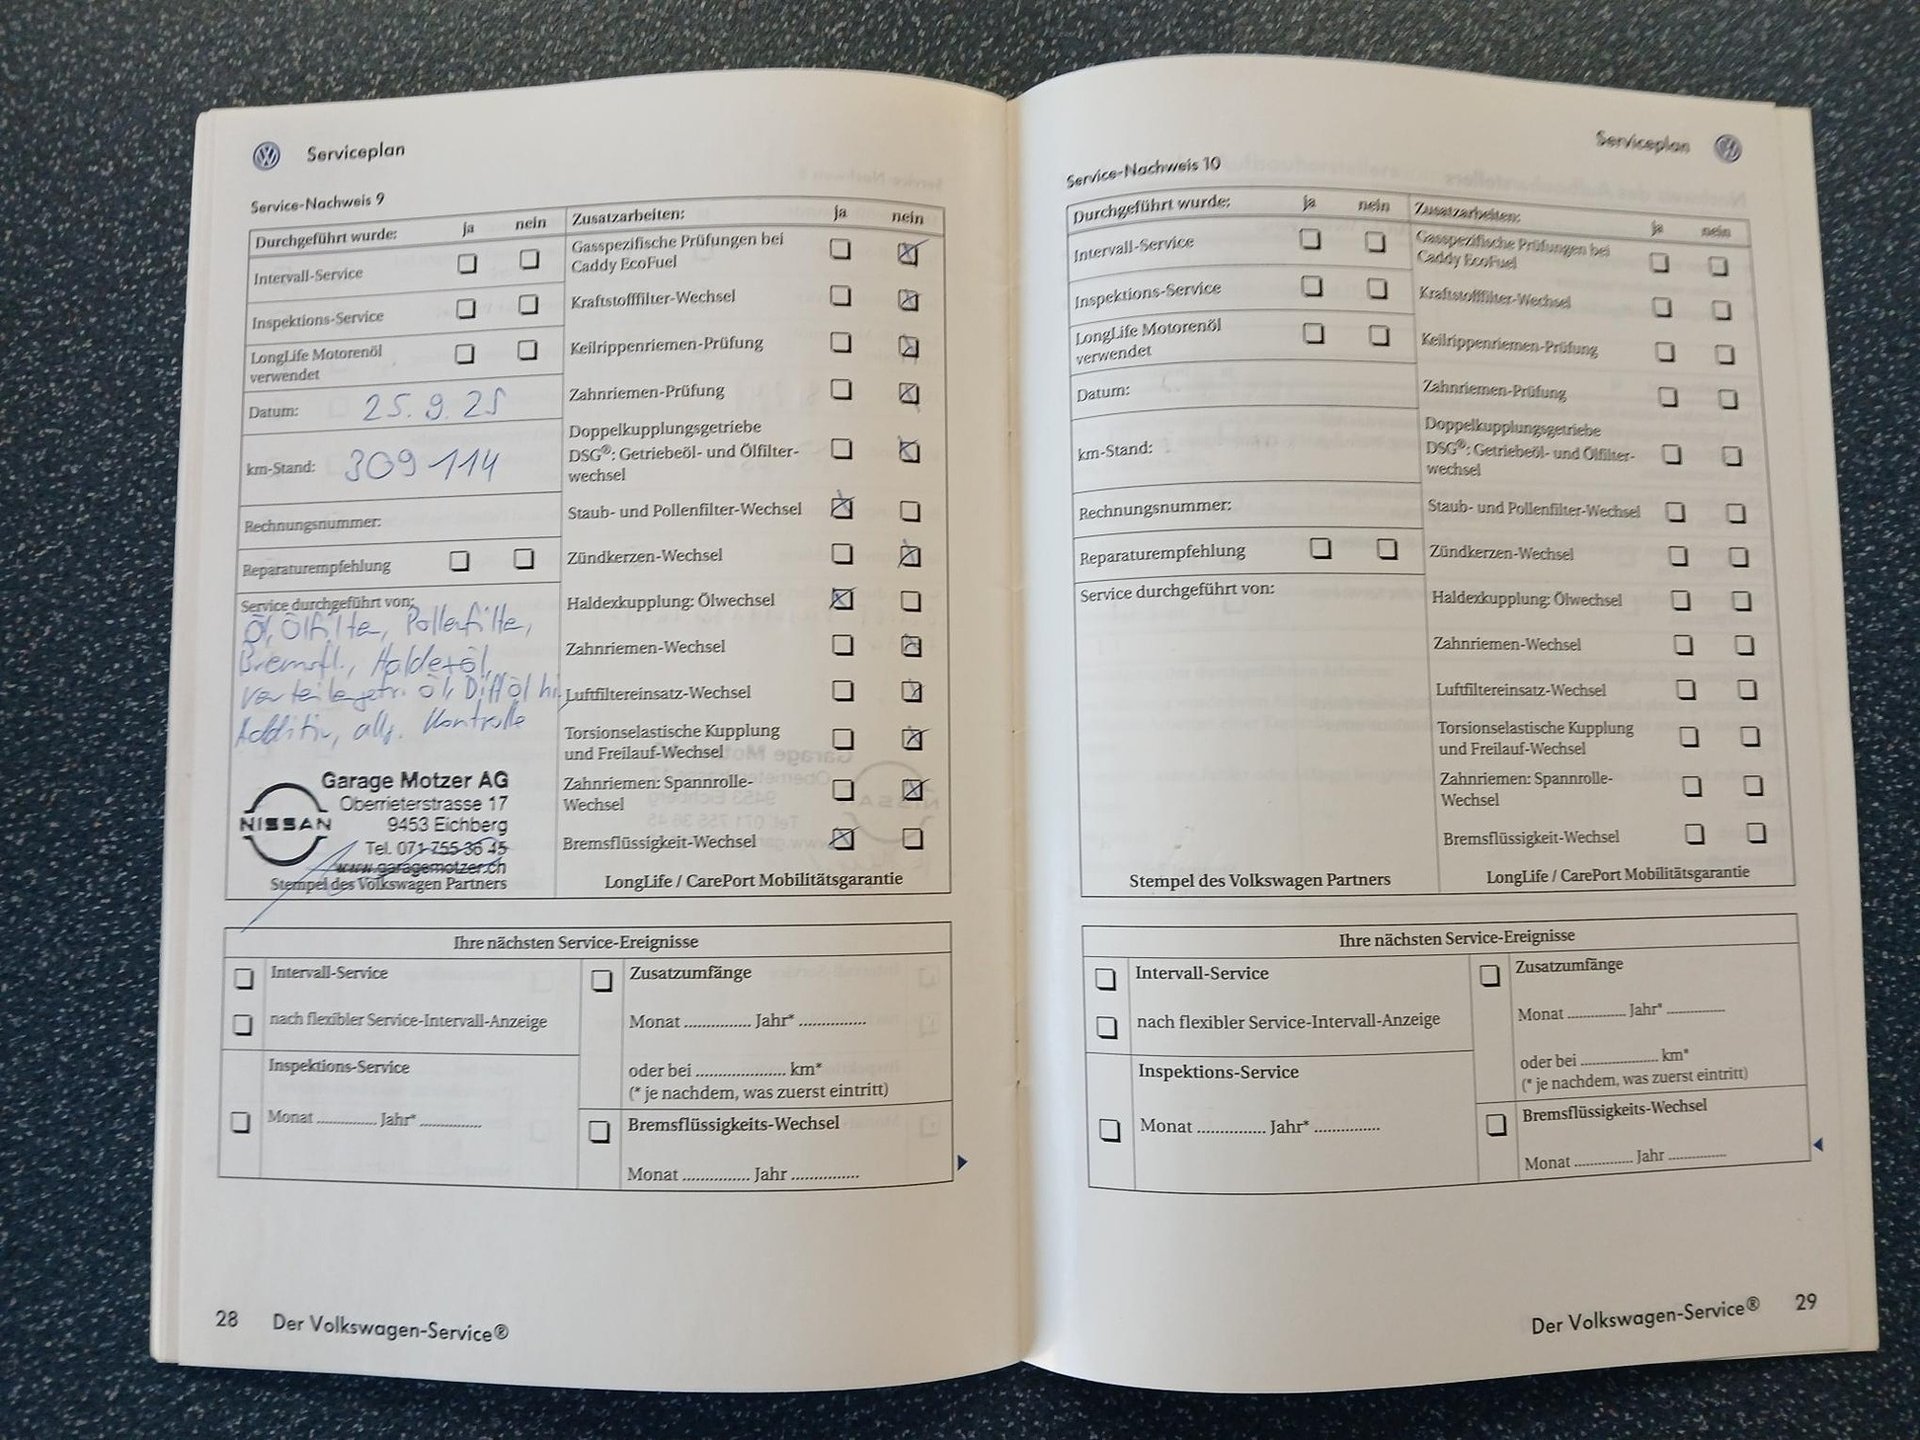 Serviceplan
Service-Nachweis 9
Durchgeführt wurde: ja nein
Intervall-Service
Inspektions-Service
LongLife Motorenöl
verwendet
Datum: 25.9.25
km-Stand: 309 114
Rechnungsnummer:
Reparaturempfehlung
Service durchgeführt von:
Öl, Ölfilter, Pollenfilter,
Bremsfl., Haldexöl,
verteilergetr. öl, Diff öl hi.
Additiv, allg. Kontrolle
Garage Motzer AG
Oberrieterstrasse 17
NISSAN
9453 Eichberg
Tel. 071 755 36 45
www.garagemotzer.ch
Stempel des Volkswagen Partners
Zusatzarbeiten: ja nein
Gasspezifische Prüfungen bei
Caddy EcoFuel
Kraftstofffilter-Wechsel
Keilrippenriemen-Prüfung
Zahnriemen-Prüfung
Doppelkupplungsgetriebe
DSG®: Getriebeöl- und Ölfilter-
wechsel
Staub- und Pollenfilter-Wechsel
Zündkerzen-Wechsel
Haldexkupplung: Ölwechsel
Zahnriemen-Wechsel
Luftfiltereinsatz-Wechsel
Torsionselastische Kupplung
und Freilauf-Wechsel
Zahnriemen: Spannrolle-
Wechsel
Bremsflüssigkeit-Wechsel
LongLife / CarePort Mobilitätsgarantie
Ihre nächsten Service-Ereignisse
Intervall-Service
nach flexibler Service-Intervall-Anzeige
Inspektions-Service
Monat ............... Jahr* ...............
Zusatzumfänge
Monat ............... Jahr* ...............
oder bei .................... km*
(* je nachdem, was zuerst eintritt)
Bremsflüssigkeits-Wechsel
Monat ............... Jahr ...............
28 Der Volkswagen-Service®
Serviceplan
Service-Nachweis 10
Durchgeführt wurde: ja nein
Intervall-Service
Inspektions-Service
LongLife Motorenöl
verwendet
Datum:
km-Stand:
Rechnungsnummer:
Reparaturempfehlung
Service durchgeführt von:
Stempel des Volkswagen Partners
Zusatzarbeiten: ja nein
Gasspezifische Prüfungen bei
Caddy EcoFuel
Kraftstofffilter-Wechsel
Keilrippenriemen-Prüfung
Zahnriemen-Prüfung
Doppelkupplungsgetriebe
DSG®: Getriebeöl- und Ölfilter-
wechsel
Staub- und Pollenfilter-Wechsel
Zündkerzen-Wechsel
Haldexkupplung: Ölwechsel
Zahnriemen-Wechsel
Luftfiltereinsatz-Wechsel
Torsionselastische Kupplung
und Freilauf-Wechsel
Zahnriemen: Spannrolle-
Wechsel
Bremsflüssigkeit-Wechsel
LongLife / CarePort Mobilitätsgarantie
Ihre nächsten Service-Ereignisse
Intervall-Service
nach flexibler Service-Intervall-Anzeige
Inspektions-Service
Monat ............... Jahr* ...............
Zusatzumfänge
Monat ............... Jahr* ...............
oder bei .................... km*
(* je nachdem, was zuerst eintritt)
Bremsflüssigkeits-Wechsel
Monat ............... Jahr ...............
Der Volkswagen-Service® 29